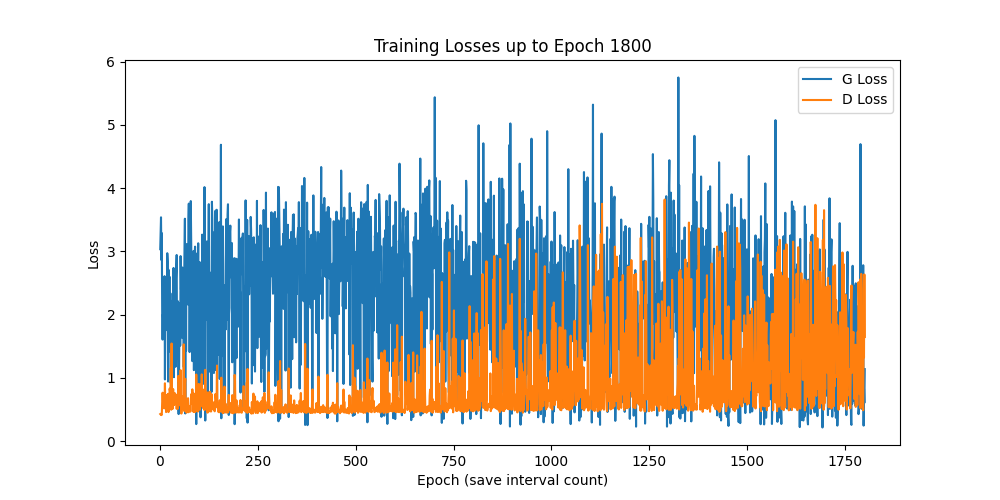 Training Losses up to Epoch 1800
G Loss
D Loss
6
5
4
3
2
1
0
Loss
0 250 500 750 1000 1250 1500 1750
Epoch (save interval count)